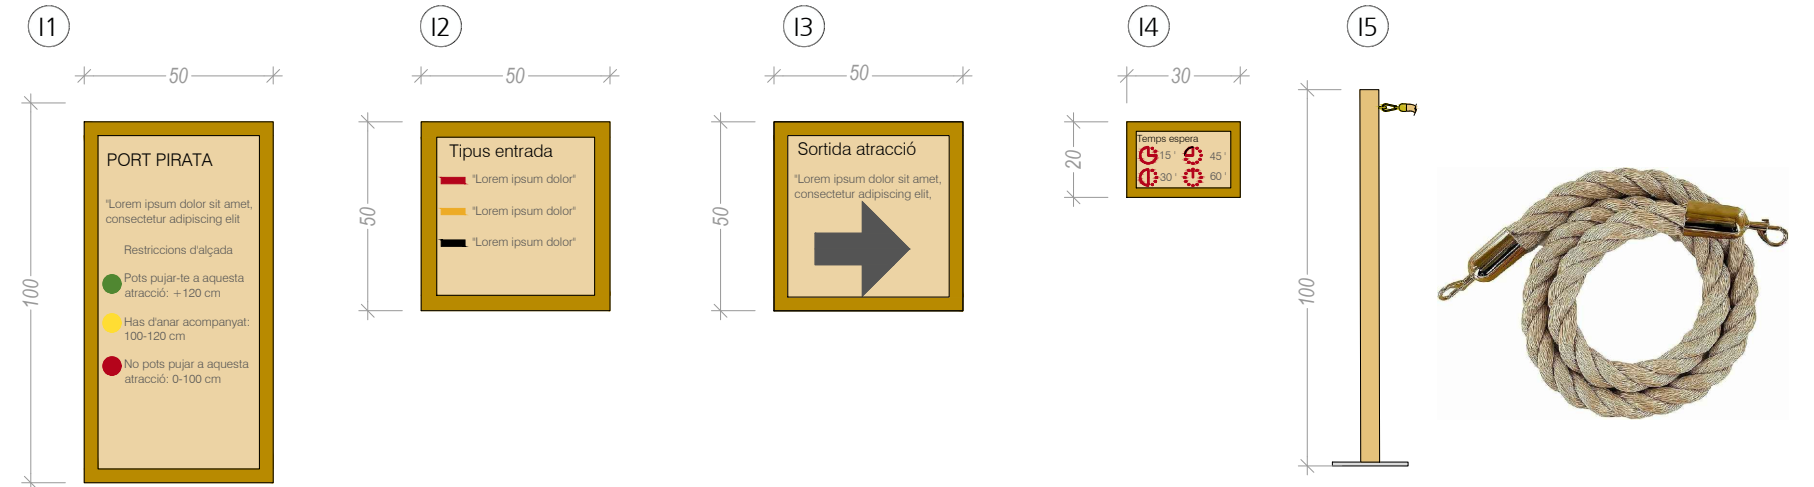 I1
50
100
PORT PIRATA
"Lorem ipsum dolor sit amet,
consectetur adipiscing elit
Restriccions d'alçada
Pots pujar-te a aquesta
atracció: +120 cm
Has d'anar acompanyat:
100-120 cm
No pots pujar a aquesta
atracció: 0-100 cm
I2
50
50
Tipus entrada
"Lorem ipsum dolor"
"Lorem ipsum dolor"
"Lorem ipsum dolor"
I3
50
50
Sortida atracció
"Lorem ipsum dolor sit amet,
consectetur adipiscing elit,
I4
30
20
Temps espera
15 ' 45 '
30 ' 60 '
I5
100